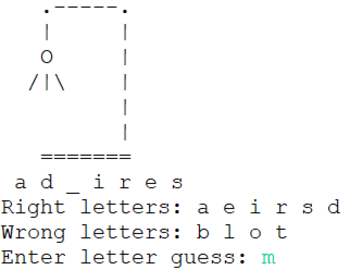 a d _ i r e s
Right letters: a e i r s d
Wrong letters: b l o t
Enter letter guess: m